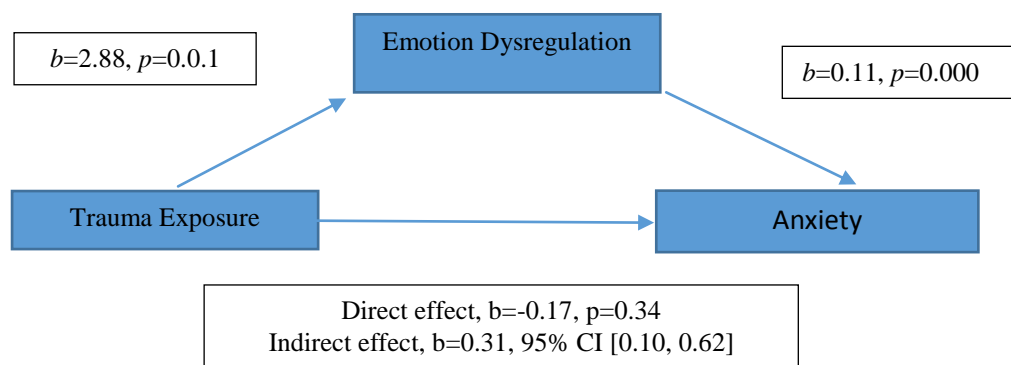 Emotion Dysregulation
b=2.88, p=0.0.1
b=0.11, p=0.000
Trauma Exposure
Anxiety
Direct effect, b=-0.17, p=0.34
Indirect effect, b=0.31, 95% CI [0.10, 0.62]